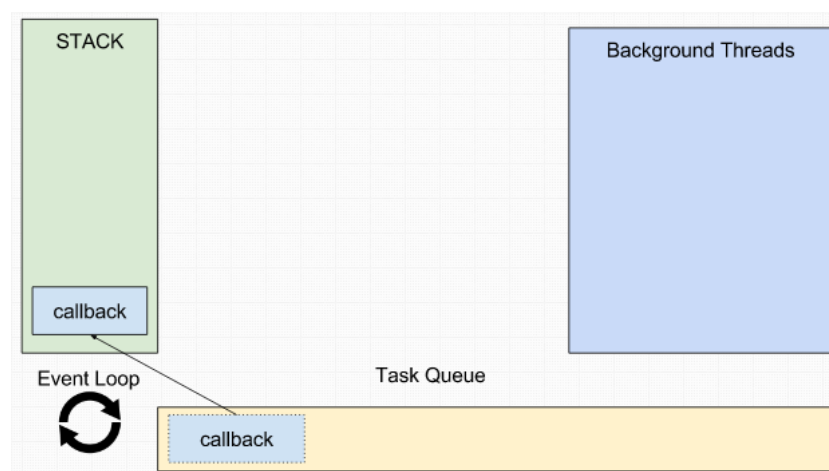 STACK
Background Threads
callback
Event Loop
Task Queue
callback